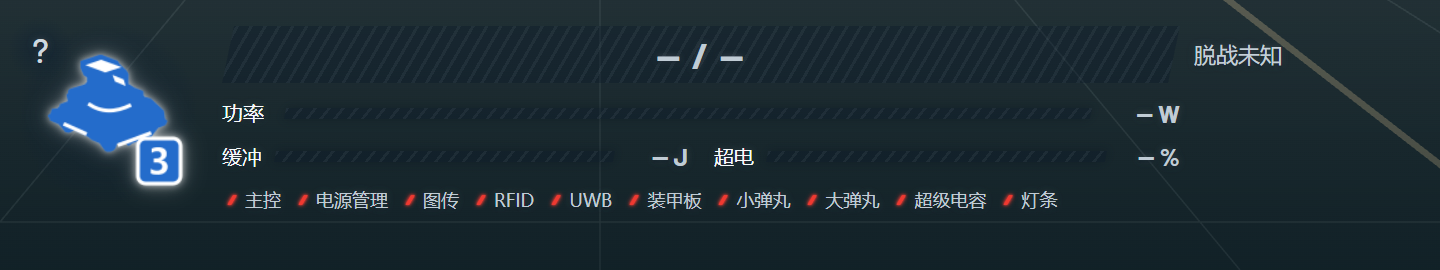 ?
– / –
脱战未知
功率 – W
缓冲 – J 超电 – %
3
主控 电源管理 图传 RFID UWB 装甲板 小弹丸 大弹丸 超级电容 灯条